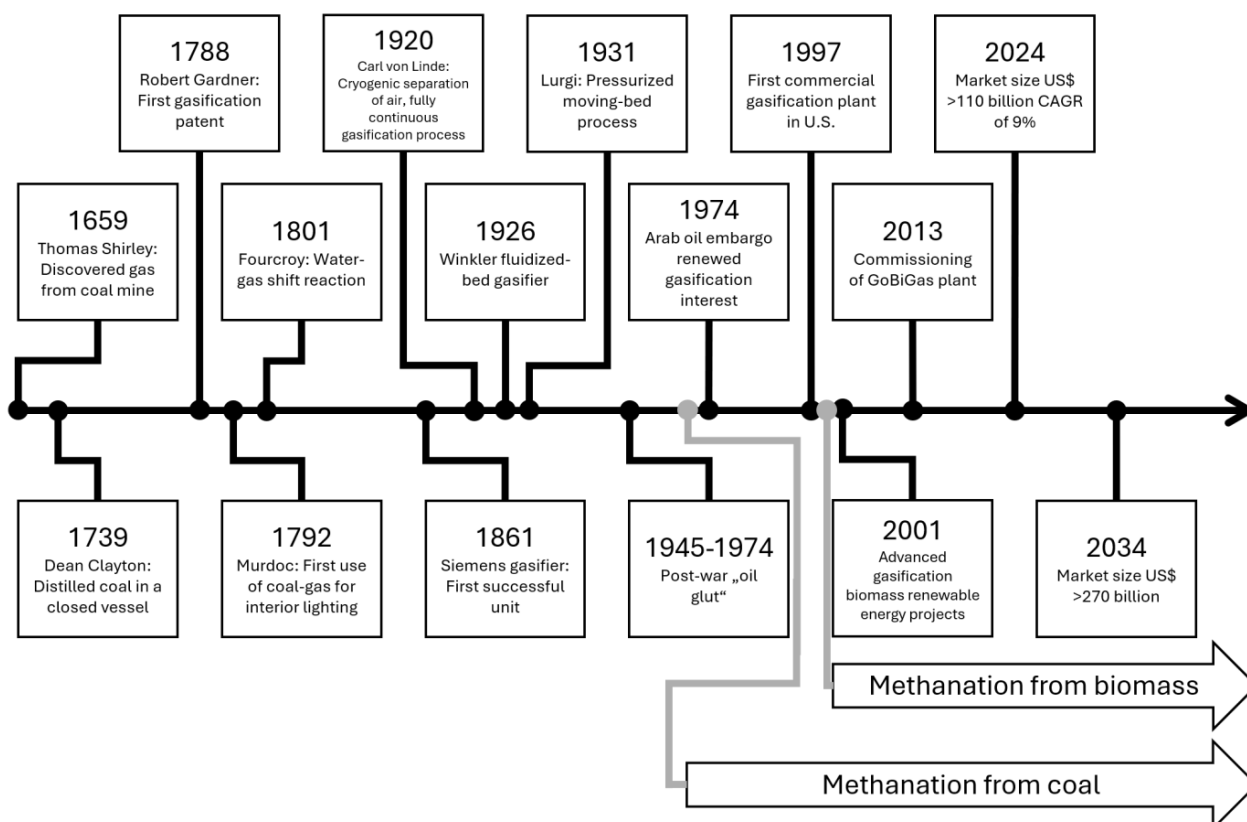 1788
Robert Gardner:
First gasification
patent
1920
Carl von Linde:
Cryogenic separation
of air, fully
continuous
gasification process
1931
Lurgi: Pressurized
moving-bed
process
1997
First commercial
gasification plant
in U.S.
2024
Market size US$
>110 billion CAGR
of 9%
1659
Thomas Shirley:
Discovered gas
from coal mine
1801
Fourcroy: Water-
gas shift reaction
1926
Winkler fluidized-
bed gasifier
1974
Arab oil embargo
renewed
gasification
interest
2013
Commissioning
of GoBiGas plant
1739
Dean Clayton:
Distilled coal in a
closed vessel
1792
Murdoc: First use
of coal-gas for
interior lighting
1861
Siemens gasifier:
First successful
unit
1945-1974
Post-war „oil
glut“
2001
Advanced
gasification
biomass renewable
energy projects
2034
Market size US$
>270 billion
Methanation from biomass
Methanation from coal